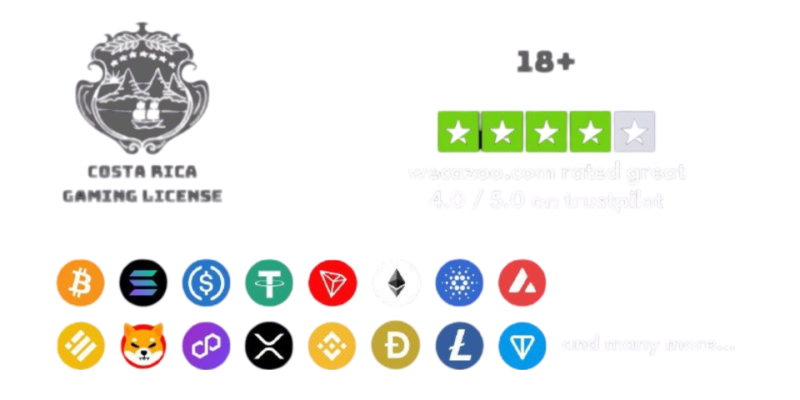 COSTA RICA
GAMING LICENSE
18+
rated great
4.0 / 5.0 on trustpilot
and many more...